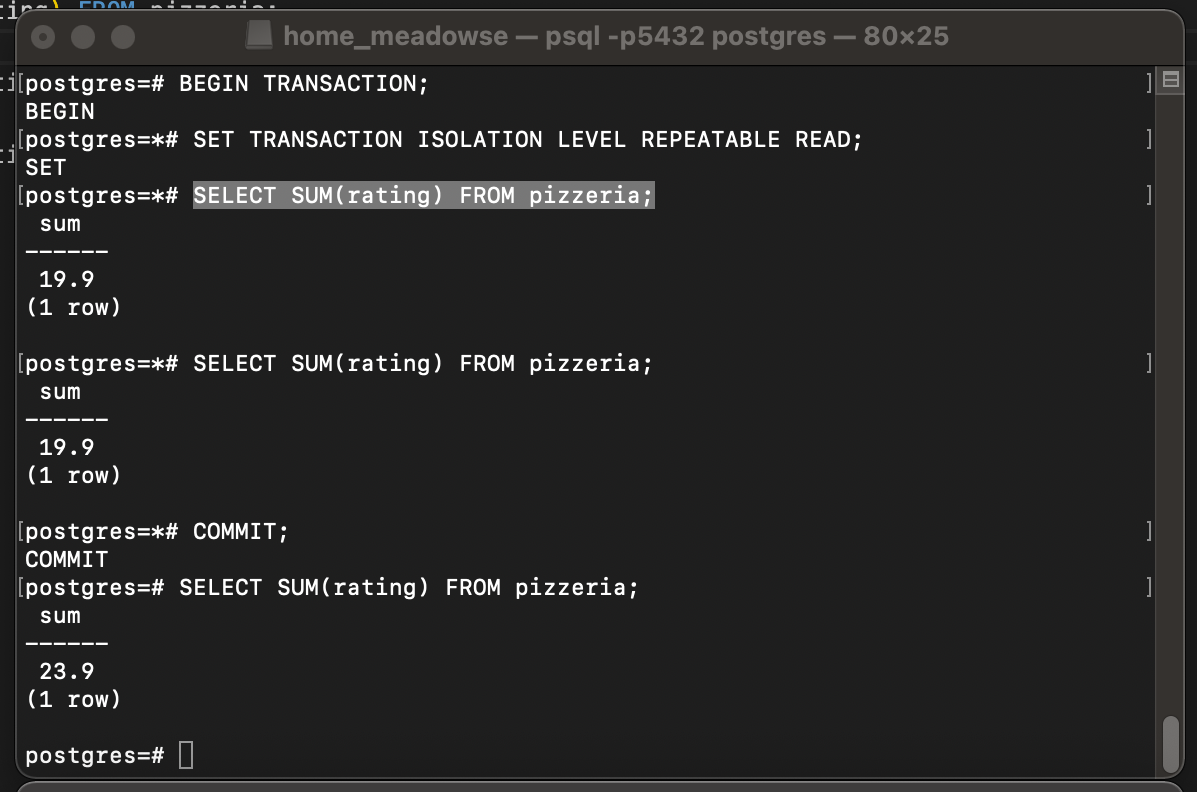 FROM pizzeria;
home_meadowse — psql -p5432 postgres — 80×25
[postgres=# BEGIN TRANSACTION; ]
BEGIN
[postgres=*# SET TRANSACTION ISOLATION LEVEL REPEATABLE READ; ]
SET
[postgres=*# SELECT SUM(rating) FROM pizzeria; ]
sum
------
19.9
(1 row)
[postgres=*# SELECT SUM(rating) FROM pizzeria; ]
sum
------
19.9
(1 row)
[postgres=*# COMMIT; ]
COMMIT
[postgres=# SELECT SUM(rating) FROM pizzeria; ]
sum
------
23.9
(1 row)
postgres=#